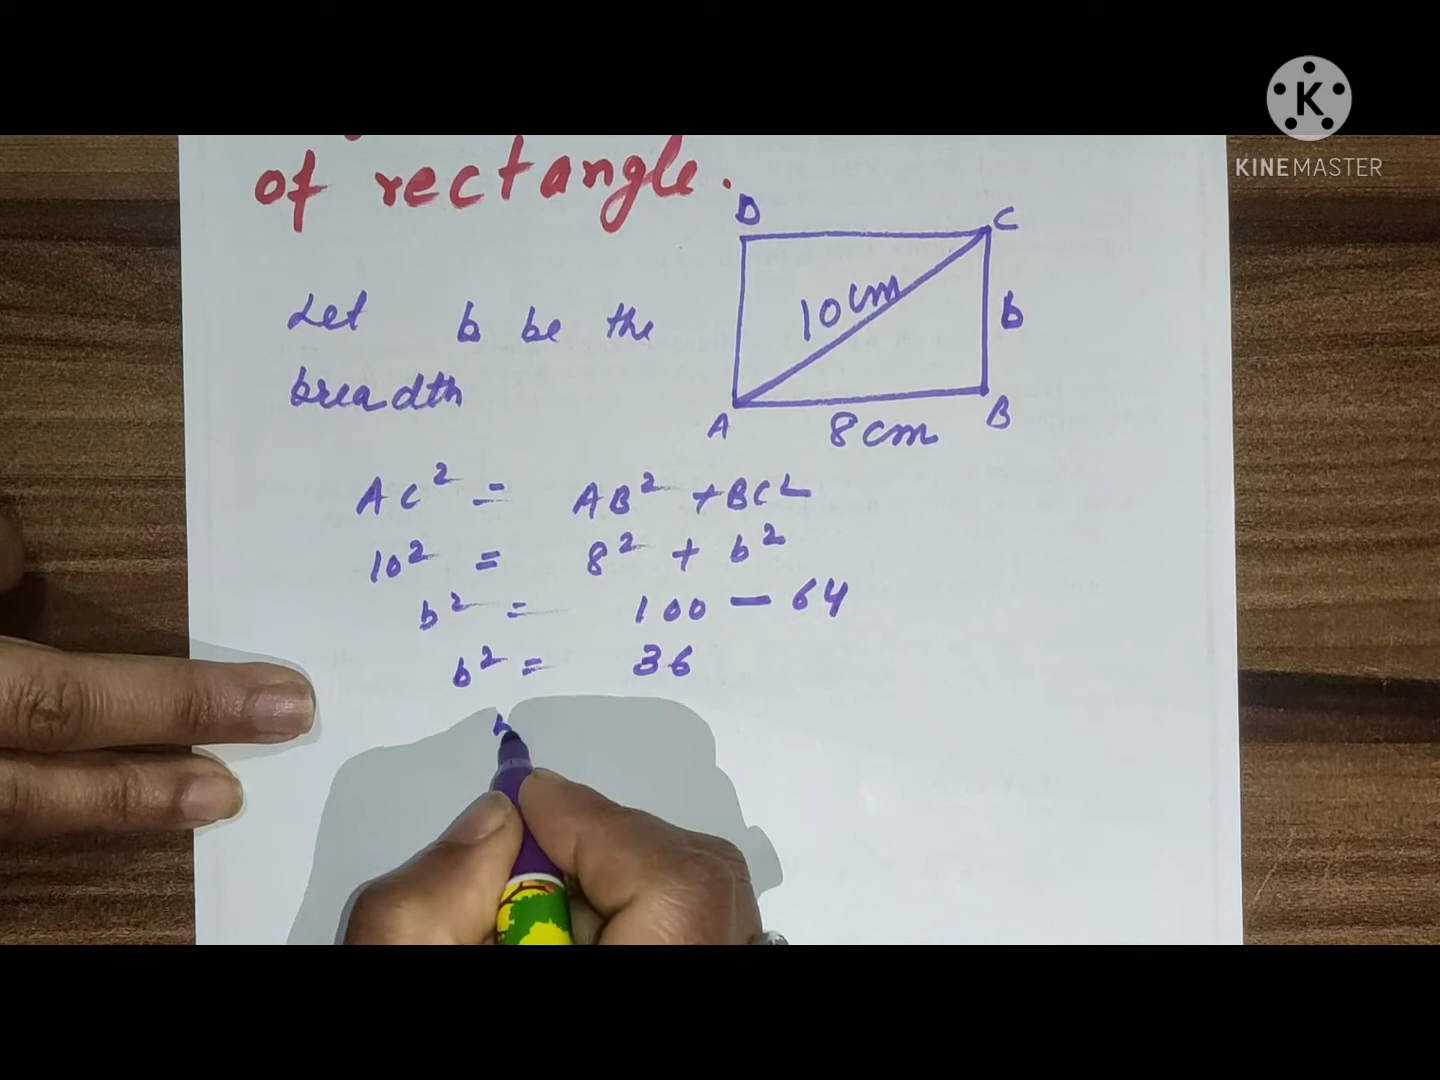 KINEMASTER
of rectangle.
D
C
10cm
b
Let b be the
breadth
A
8cm
B
AC² = AB² + BC²
10² = 8² + b²
b² = 100 - 64
b² = 36